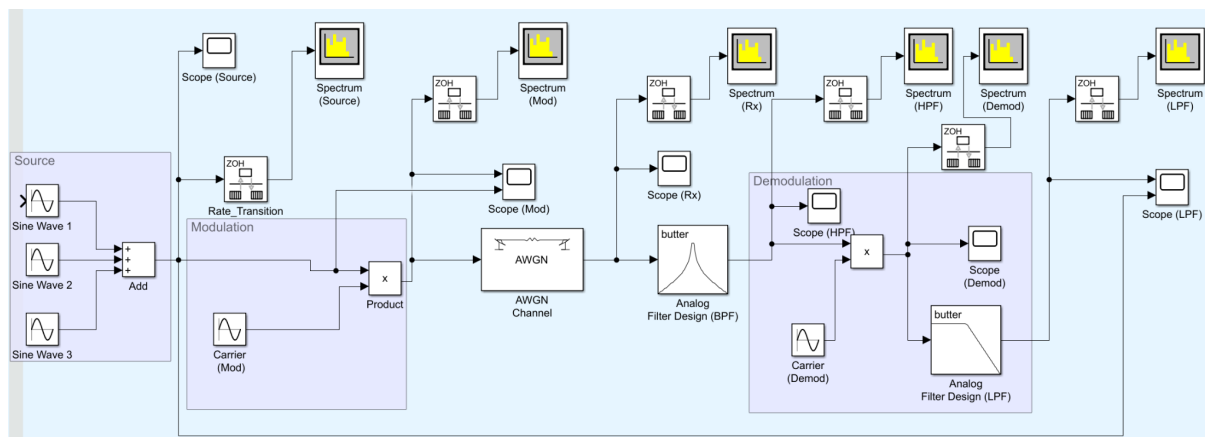 Scope (Source)
Spectrum
(Source)
ZOH
Spectrum
(Mod)
ZOH
Spectrum
(Rx)
ZOH
Spectrum
(HPF)
Spectrum
(Demod)
ZOH
Spectrum
(LPF)
Source
ZOH
Rate_Transition
Scope (Mod)
Scope (Rx)
ZOH
Demodulation
Scope (HPF)
Scope (LPF)
Sine Wave 1
+
+
+
Add
Sine Wave 2
Sine Wave 3
Modulation
x
Product
Carrier
(Mod)
AWGN
AWGN
Channel
butter
Analog
Filter Design (BPF)
x
Scope
(Demod)
Carrier
(Demod)
butter
Analog
Filter Design (LPF)